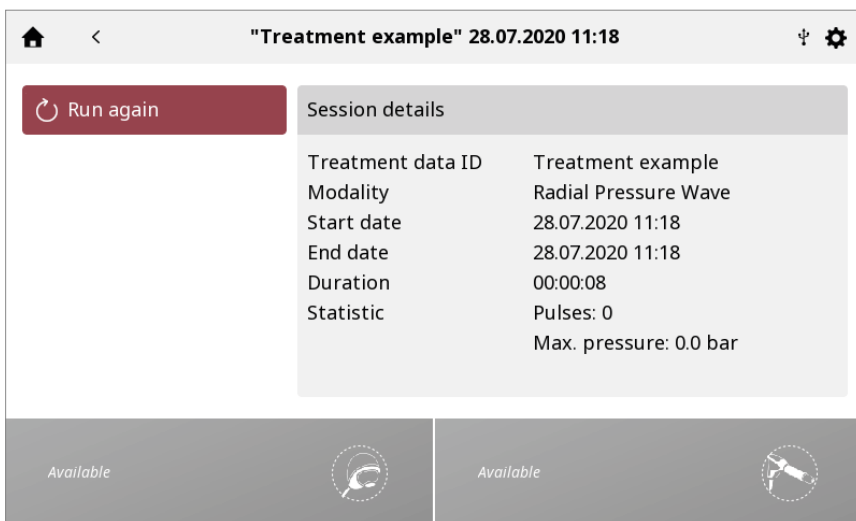 "Treatment example" 28.07.2020 11:18
Run again
Session details
Treatment data ID Treatment example
Modality Radial Pressure Wave
Start date 28.07.2020 11:18
End date 28.07.2020 11:18
Duration 00:00:08
Statistic Pulses: 0
Max. pressure: 0.0 bar
Available Available